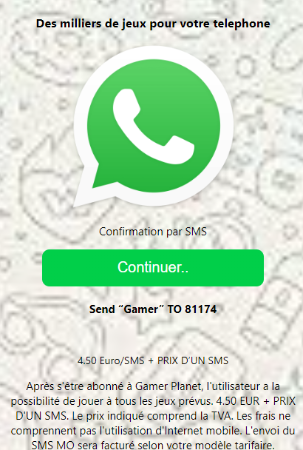 Des milliers de jeux pour votre telephone
Confirmation par SMS
Continuer..
Send "Gamer" TO 81174
4.50 Euro/SMS + PRIX D'UN SMS
Après s'être abonné à Gamer Planet, l'utilisateur a la
possibilité de jouer à tous les jeux prévus. 4.50 EUR + PRIX
D'UN SMS. Le prix indiqué comprend la TVA. Les frais ne
comprennent pas l'utilisation d'Internet mobile. L'envoi du
SMS MO sera facturé selon votre modèle tarifaire.